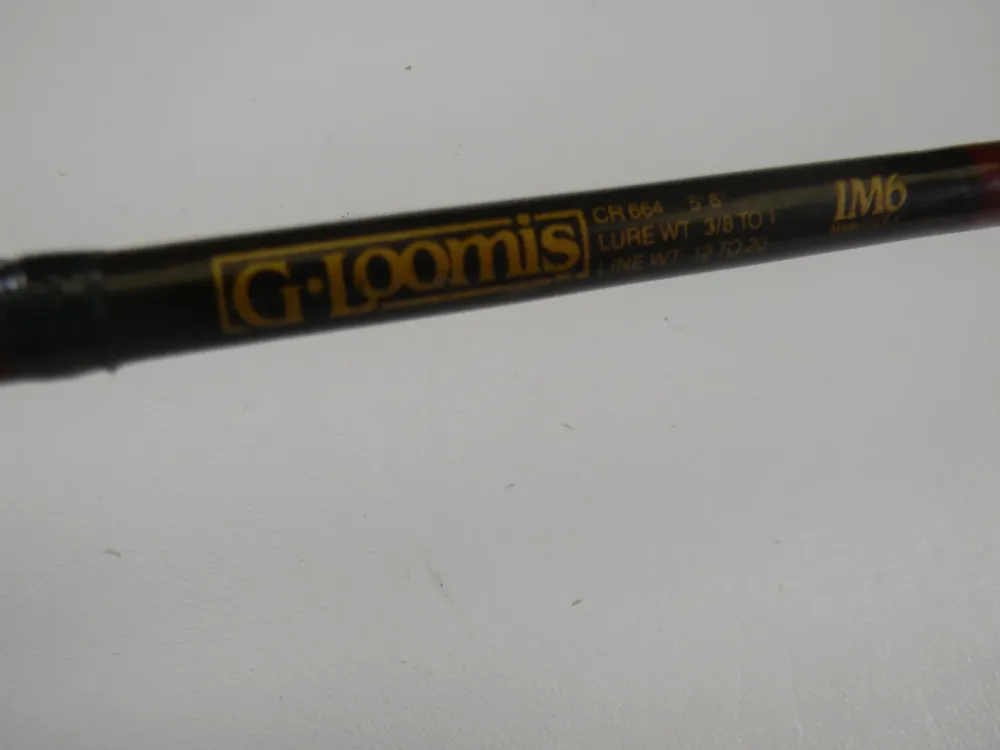 G·Loomis
CR 664 5' 6"
LURE WT 3/8 TO 1
LINE WT 12 TO 20
IM6